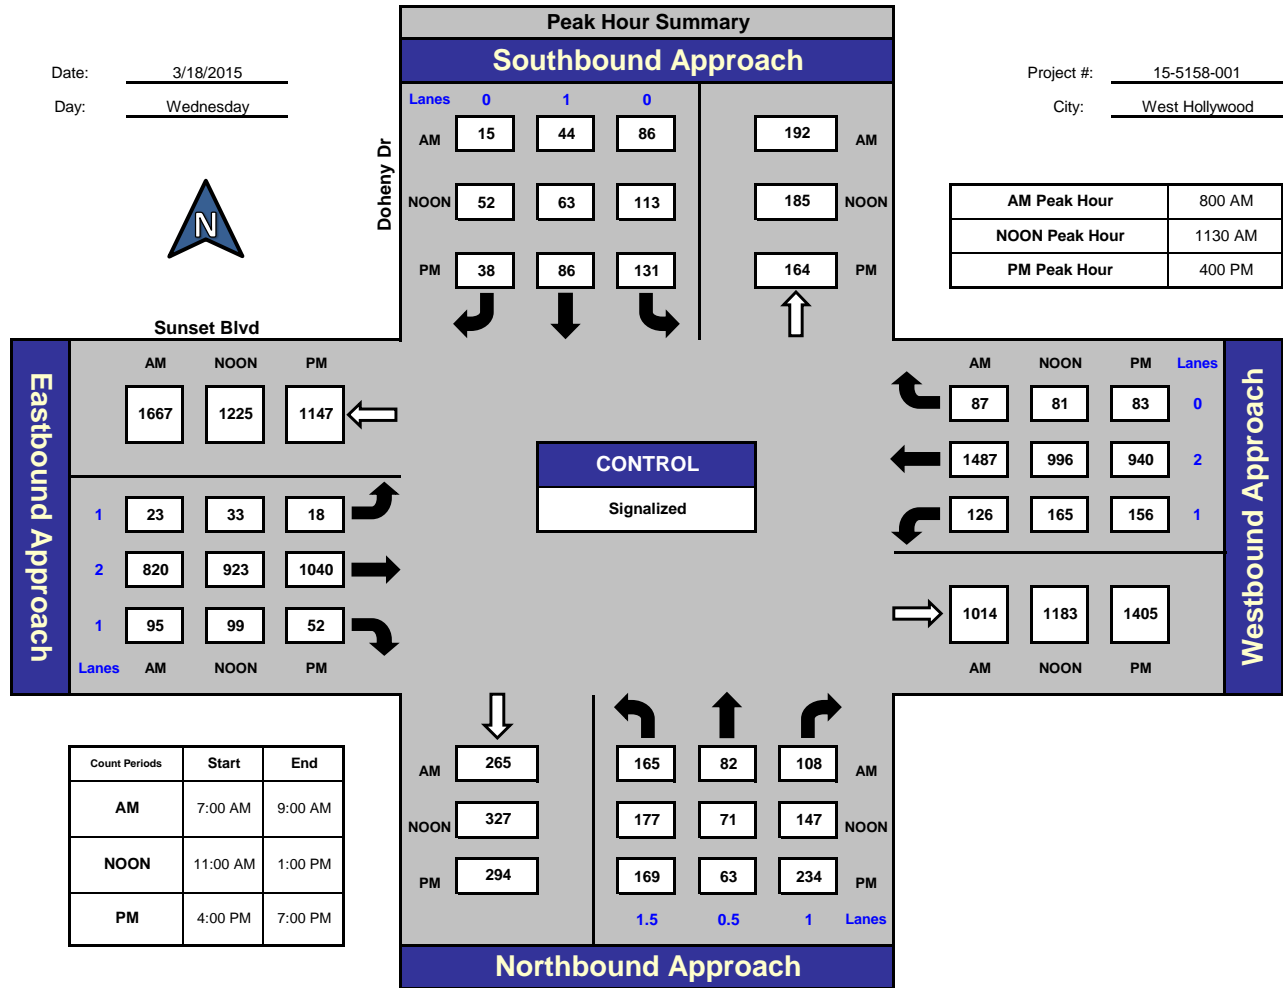 Peak Hour Summary
Southbound Approach
Date: 3/18/2015
Project #: 15-5158-001
Day: Wednesday
City: West Hollywood
Lanes 0 1 0
AM 15 44 86 192 AM
Doheny Dr
NOON 52 63 113 185 NOON
PM 38 86 131 164 PM
N
AM Peak Hour 800 AM
NOON Peak Hour 1130 AM
PM Peak Hour 400 PM
Sunset Blvd
Eastbound Approach
AM NOON PM
1667 1225 1147
1 23 33 18
2 820 923 1040
1 95 99 52
Lanes AM NOON PM
CONTROL
Signalized
AM NOON PM Lanes
87 81 83 0
1487 996 940 2
126 165 156 1
1014 1183 1405
AM NOON PM
Westbound Approach
Count Periods Start End
AM 7:00 AM 9:00 AM
NOON 11:00 AM 1:00 PM
PM 4:00 PM 7:00 PM
AM 265 165 82 108 AM
NOON 327 177 71 147 NOON
PM 294 169 63 234 PM
1.5 0.5 1 Lanes
Northbound Approach